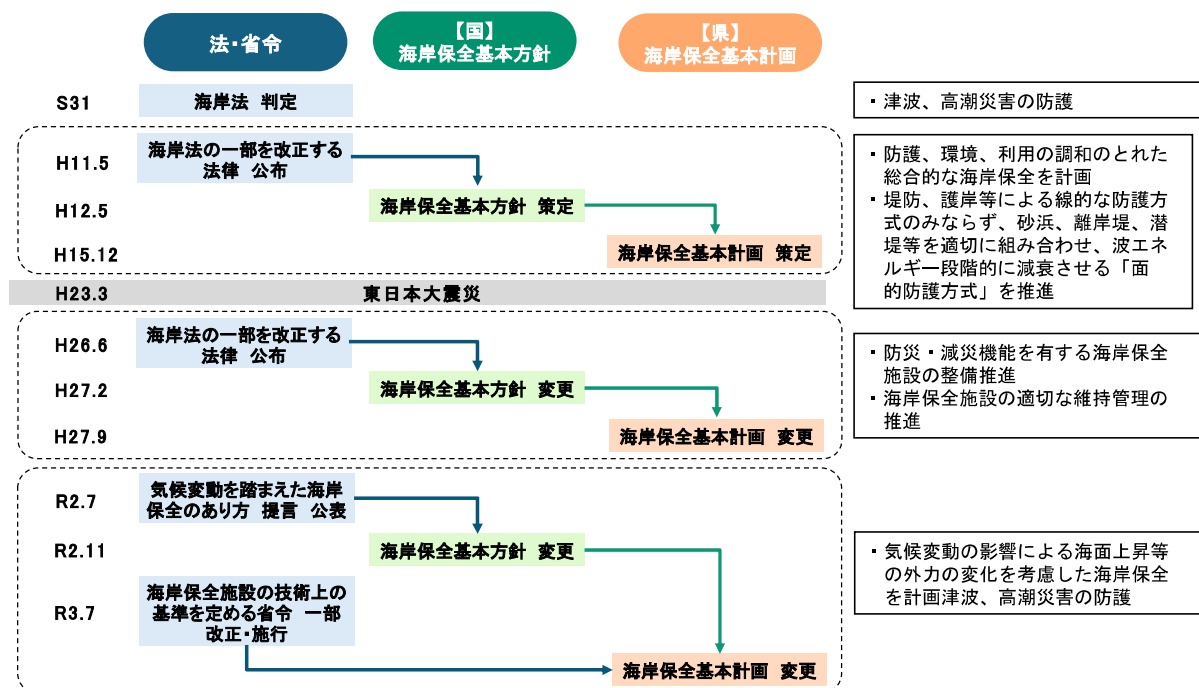 法・省令
【国】
海岸保全基本方針
【県】
海岸保全基本計画
S31
海岸法 判定
・津波、高潮災害の防護
H11.5
海岸法の一部を改正する
法律 公布
H12.5
海岸保全基本方針 策定
H15.12
海岸保全基本計画 策定
・防護、環境、利用の調和のとれた
総合的な海岸保全を計画
・堤防、護岸等による線的な防護方
式のみならず、砂浜、離岸堤、潜
堤等を適切に組み合わせ、波エネ
ルギー段階的に減衰させる「面
的防護方式」を推進
H23.3
東日本大震災
H26.6
海岸法の一部を改正する
法律 公布
H27.2
海岸保全基本方針 変更
H27.9
海岸保全基本計画 変更
・防災・減災機能を有する海岸保全
施設の整備推進
・海岸保全施設の適切な維持管理の
推進
R2.7
気候変動を踏まえた海岸
保全のあり方 提言 公表
R2.11
海岸保全基本方針 変更
R3.7
海岸保全施設の技術上の
基準を定める省令 一部
改正・施行
海岸保全基本計画 変更
・気候変動の影響による海面上昇等
の外力の変化を考慮した海岸保全
を計画津波、高潮災害の防護